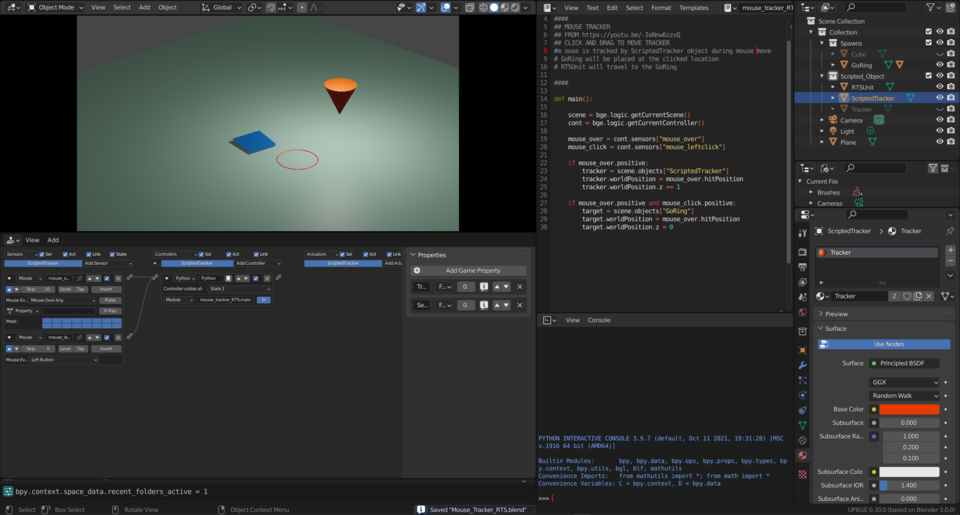 Object Mode View Select Add Object Global
View Text Edit Select Format Templates mouse_tracker_RT
4 ####
5 ## MOUSE TRACKER
6 ## FROM https://youtu.be/-IeNnw6zzvQ
7 ## CLICK AND DRAG TO MOVE TRACKER
8 #m ouse is tracked by ScriptedTracker object during mouse move
9 # GoRing will be placed at the clicked location
10 # RTSUnit will travel to the GoRing
11
12 ####
13
14 def main():
15
16 scene = bge.logic.getCurrentScene()
17 cont = bge.logic.getCurrentController()
18
19 mouse_over = cont.sensors["mouse_over"]
20 mouse_click = cont.sensors["mouse_leftclick"]
21
22 if mouse_over.positive:
23 tracker = scene.objects["ScriptedTracker"]
24 tracker.worldPosition = mouse_over.hitPosition
25 tracker.worldPosition.z += 1
26
27 if mouse_over.positive and mouse_click.positive:
28 target = scene.objects["GoRing"]
29 target.worldPosition = mouse_over.hitPosition
30 target.worldPosition.z = 0
Scene Collection
Collection
Spawns
Cube
GoRing
Scripted_Object
RTSUnit
ScriptedTracker
Tracker
Camera
Light
Plane
Current File
Brushes
Cameras
ScriptedTracker Tracker
Tracker
Tracker 2
Preview
Surface
Use Nodes
Surface Principled BSDF
GGX
Random Walk
Base Color
Subsurface 0.000
Subsurface Ra... 1.000
0.200
0.100
Subsurface Colo
Subsurface IOR 1.400
Subsurface Ani... 0.000
View Add
Sensors Sel Act Link State
ScriptedTracker Add Sensor
Mouse mouse_o...
Skip 10 Level Tap Invert
Mouse Ev... Mouse Over Any Pulse
Property X-Ray
Mask:
Mouse mouse_le...
Skip 0 Level Tap Invert
Mouse Ev... Left Button
Controllers Sel Act Link
ScriptedTracker Add Controller
Python Python
Controller visible at: State 1
Module mouse_tracker_RTS.main D
Actuators Sel Act Link
ScriptedTracker Add Actu
Properties
Add Game Property
Tr... F... 0.
Se... F... 0.
View Console
PYTHON INTERACTIVE CONSOLE 3.9.7 (default, Oct 11 2021, 19:31:28) [MSC
v.1916 64 bit (AMD64)]
Builtin Modules: bpy, bpy.data, bpy.ops, bpy.props, bpy.types, bp
y.context, bpy.utils, bgl, blf, mathutils
Convenience Imports: from mathutils import *; from math import *
Convenience Variables: C = bpy.context, D = bpy.data
>>>
bpy.context.space_data.recent_folders_active = 1
Select Box Select Rotate View Object Context Menu Saved "Mouse_Tracker_RTS.blend" UPBGE 0.30.0 (based on Blender 3.0.0)